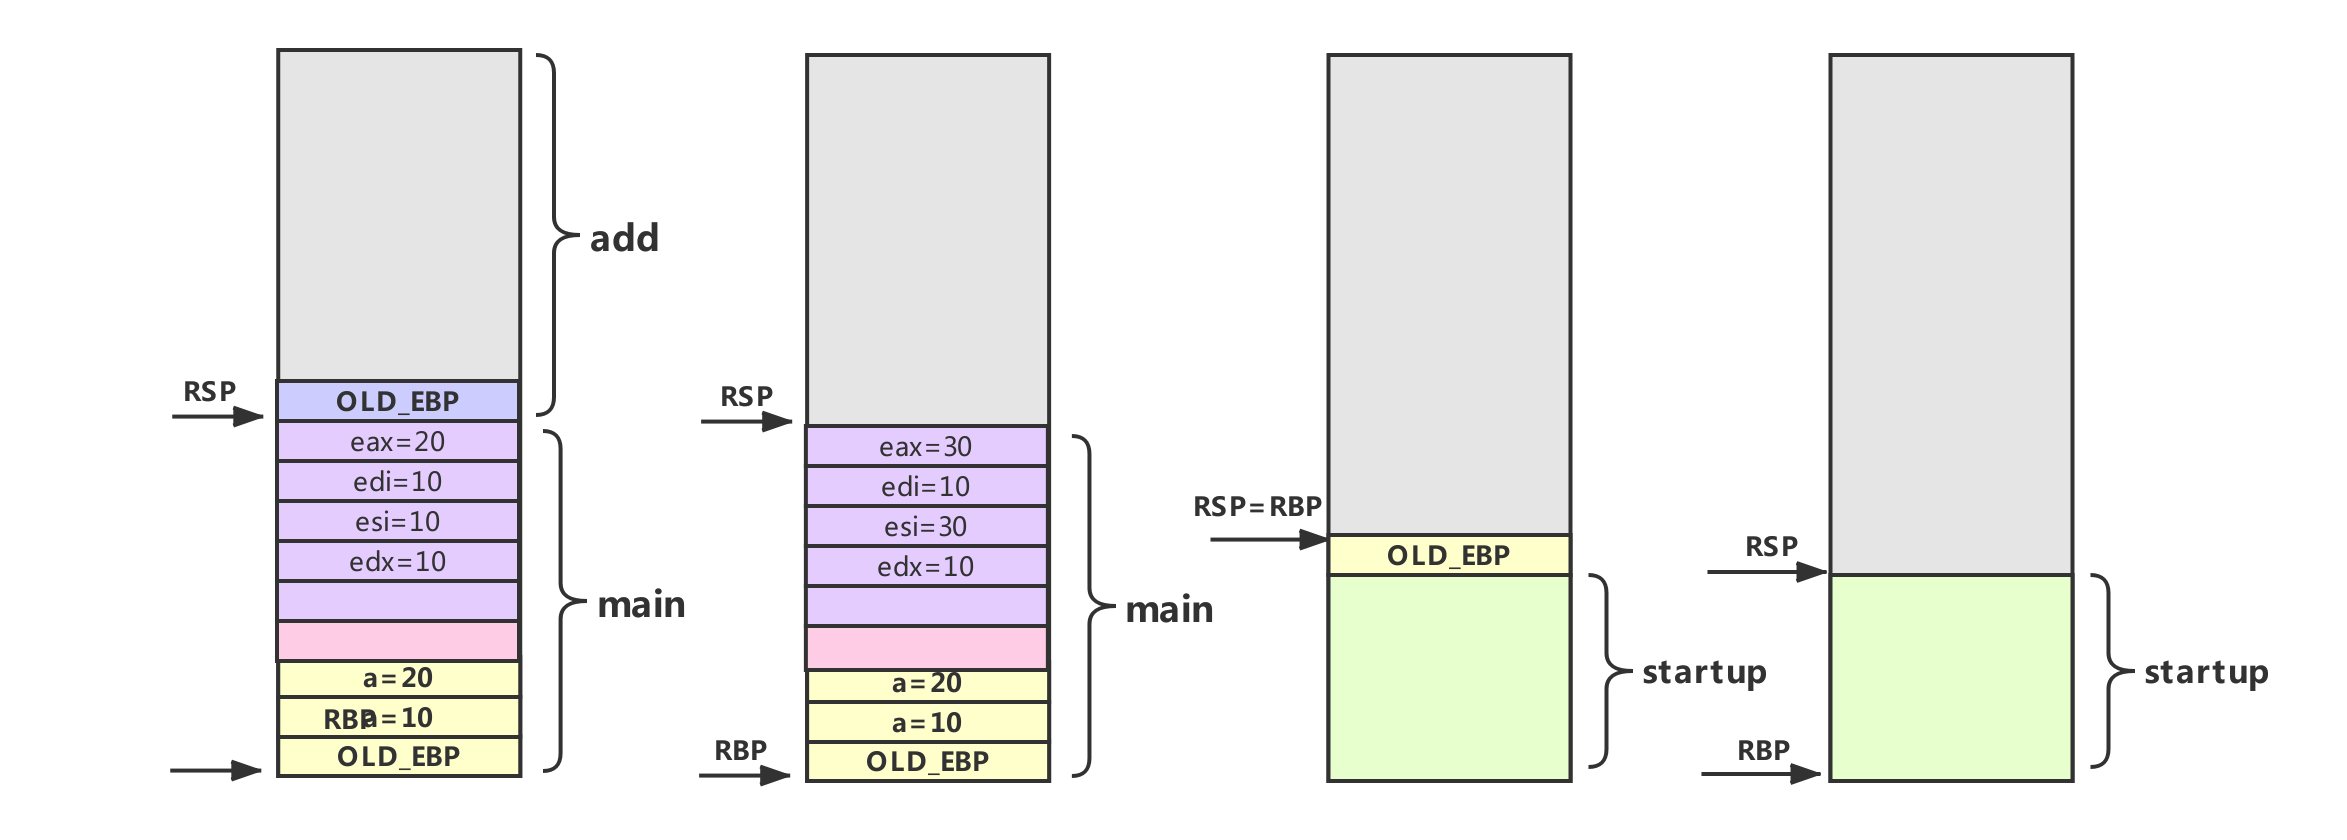 add
RSP
OLD_EBP
eax=20
edi=10
esi=10
edx=10
main
a=20
RBP
a=10
OLD_EBP
RSP
eax=30
edi=10
esi=30
edx=10
main
a=20
a=10
RBP
OLD_EBP
RSP=RBP
OLD_EBP
startup
RSP
startup
RBP